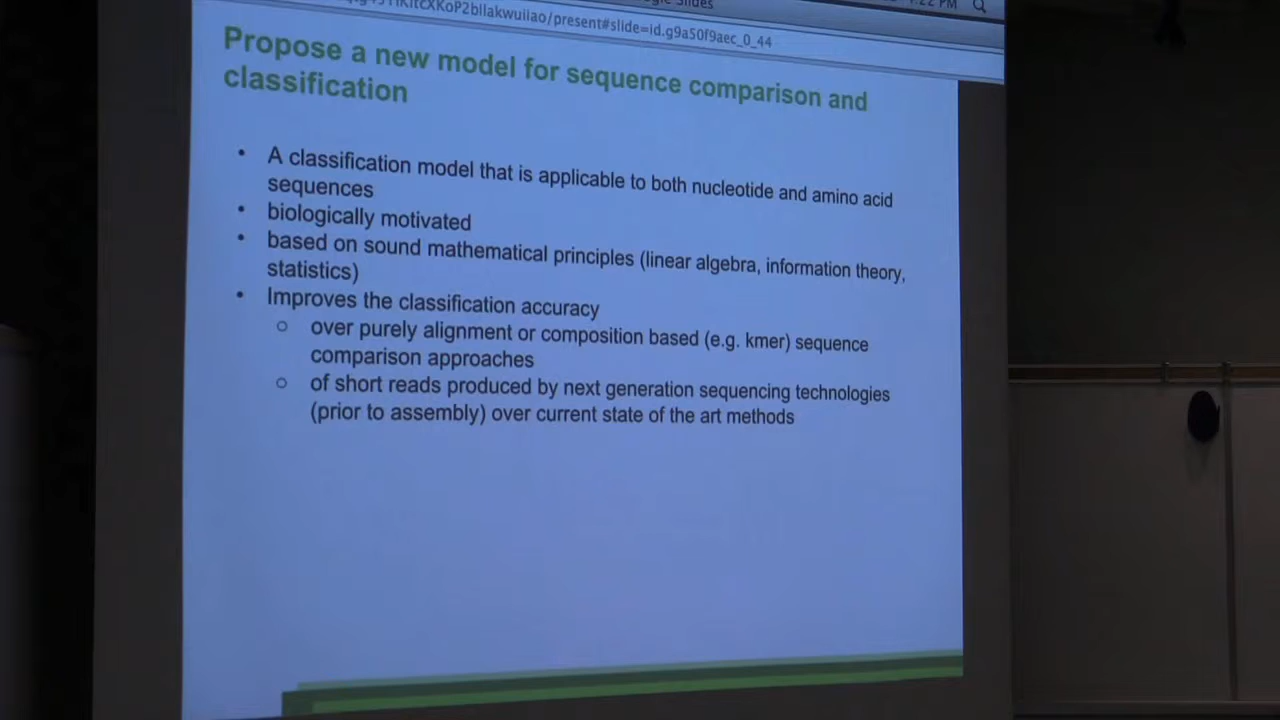 Slides
:22 PM
/present#slide=id.g9a50f9aec_0_44
Propose a new model for sequence comparison and
classification
• A classification model that is applicable to both nucleotide and amino acid
sequences
• biologically motivated
• based on sound mathematical principles (linear algebra, information theory,
statistics)
• Improves the classification accuracy
○ over purely alignment or composition based (e.g. kmer) sequence
comparison approaches
○ of short reads produced by next generation sequencing technologies
(prior to assembly) over current state of the art methods